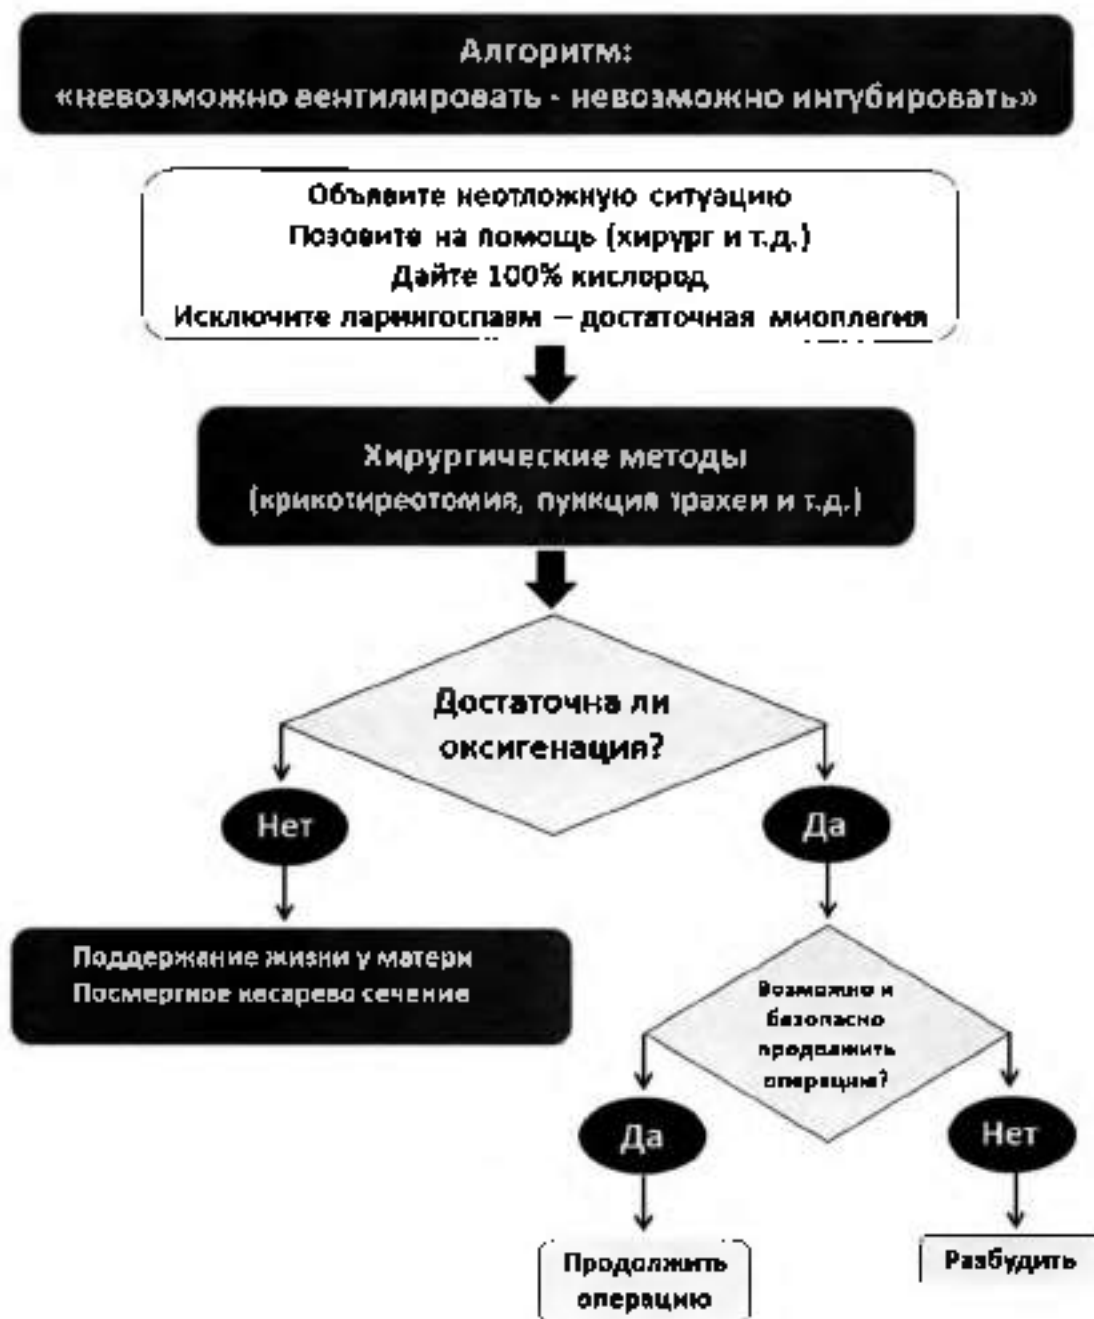 Алгоритм:
«невозможно вентилировать - невозможно интубировать»
Объявите неотложную ситуацию
Позовите на помощь (хирург и т.д.)
Дайте 100% кислород
Исключите ларингоспазм – достаточная миоплегия
Хирургические методы
(крикотиреотомия, пункция трахеи и т.д.)
Достаточна ли
оксигенация?
Нет
Да
Поддержание жизни у матери
Посмертное кесарево сечение
Возможно и
безопасно
продолжить
операцию?
Да
Нет
Продолжить
операцию
Разбудить